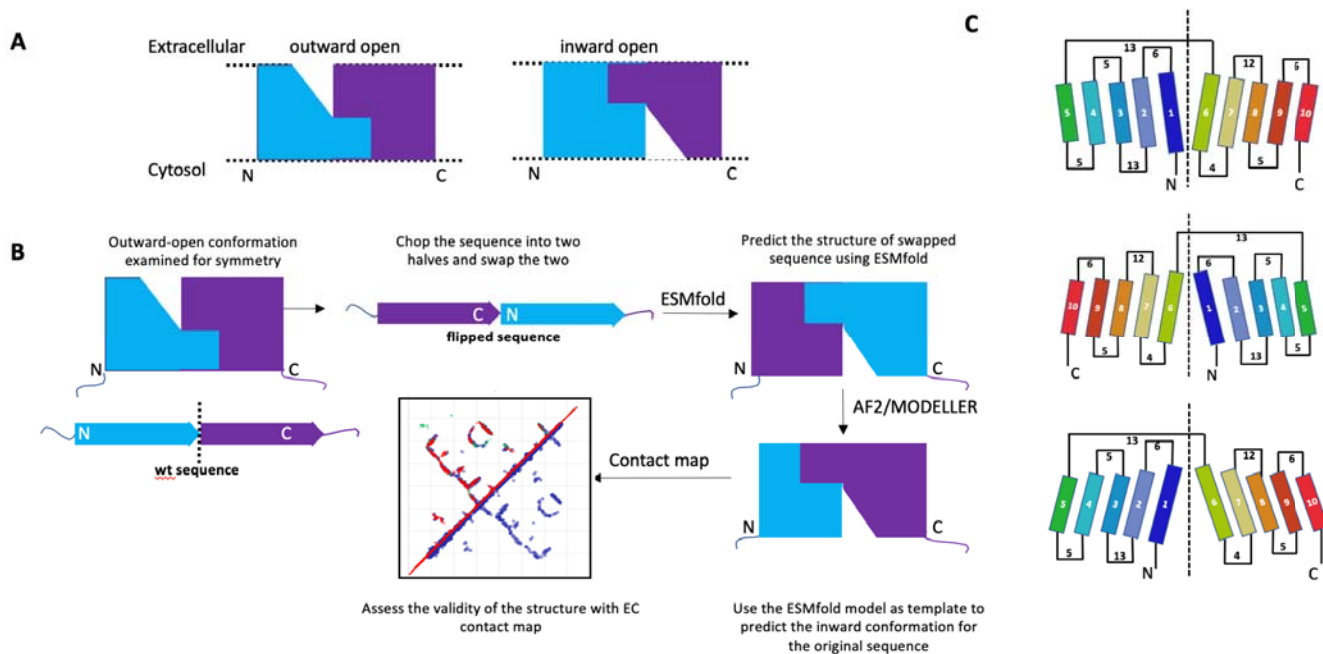 A
Extracellular
outward open
inward open
Cytosol
N
C
N
C
B
Outward-open conformation
examined for symmetry
N
C
N
C
wt sequence
Chop the sequence into two
halves and swap the two
C
N
flipped sequence
ESMfold
Predict the structure of swapped
sequence using ESMfold
N
C
AF2/MODELLER
N
C
Contact map
Assess the validity of the structure with EC
contact map
Use the ESMfold model as template to
predict the inward conformation for
the original sequence
C
13
5
6
12
6
5
4
3
2
1
6
7
8
9
10
5
13
4
5
N
C
13
6
12
6
5
10
9
8
7
6
1
2
3
4
5
5
4
13
5
C
N
13
5
6
12
6
5
4
3
2
1
6
7
8
9
10
5
13
4
5
N
C